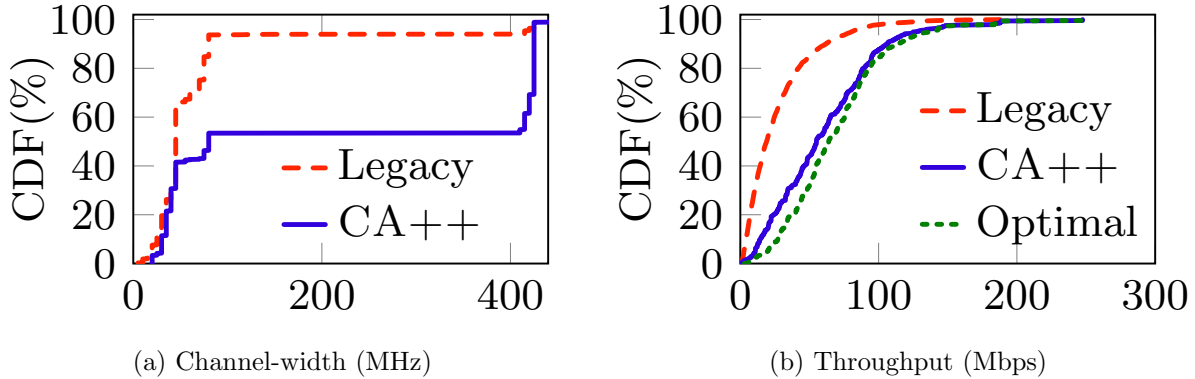 CDF(%)
100
80
60
40
20
0
0 200 400
Legacy
CA++
(a) Channel-width (MHz)
CDF(%)
100
80
60
40
20
0
0 100 200 300
Legacy
CA++
Optimal
(b) Throughput (Mbps)